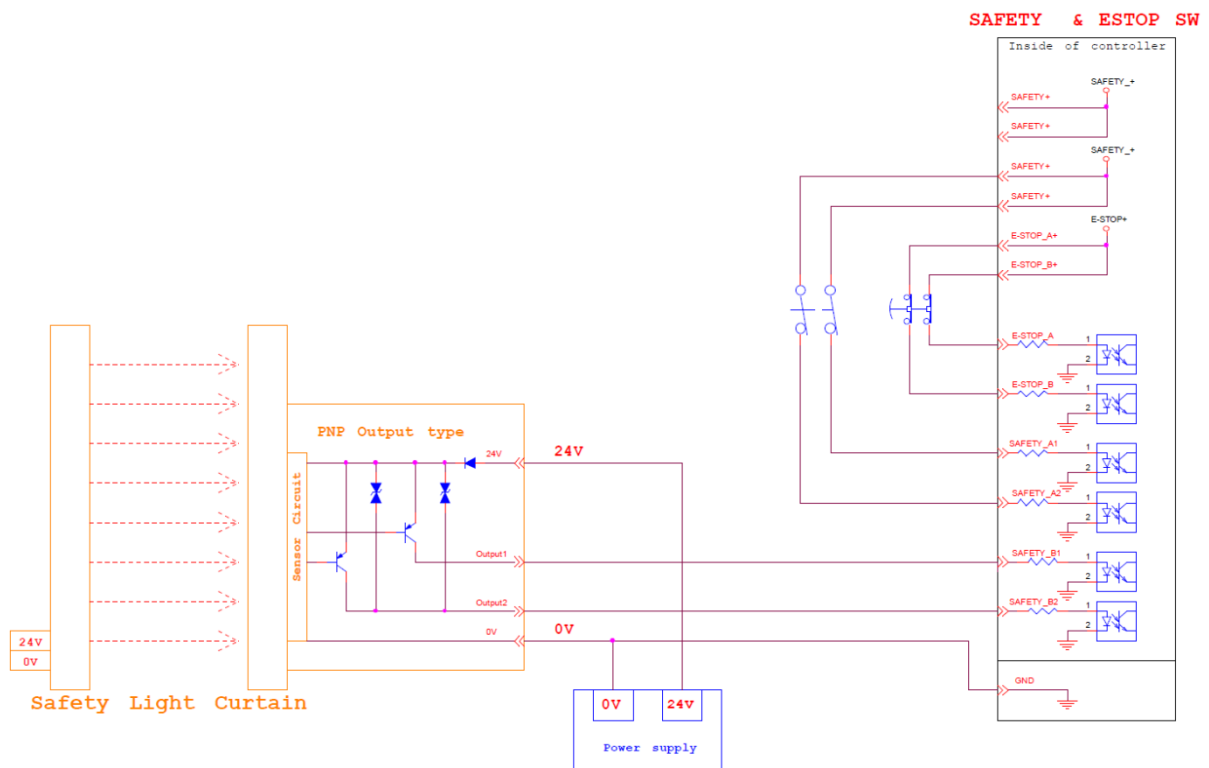 SAFETY & ESTOP SW
Inside of controller
SAFETY_+
SAFETY+
SAFETY+
SAFETY_+
SAFETY+
SAFETY+
E-STOP+
E-STOP_A+
E-STOP_B+
E-STOP_A
1
2
E-STOP_B
1
2
SAFETY_A1
1
2
SAFETY_A2
1
2
SAFETY_B1
1
2
SAFETY_B2
1
2
GND
PNP Output type
Sensor Circuit
24V
24V
Output1
Output2
0V
0V
24V
0V
Safety Light Curtain
0V
24V
Power supply